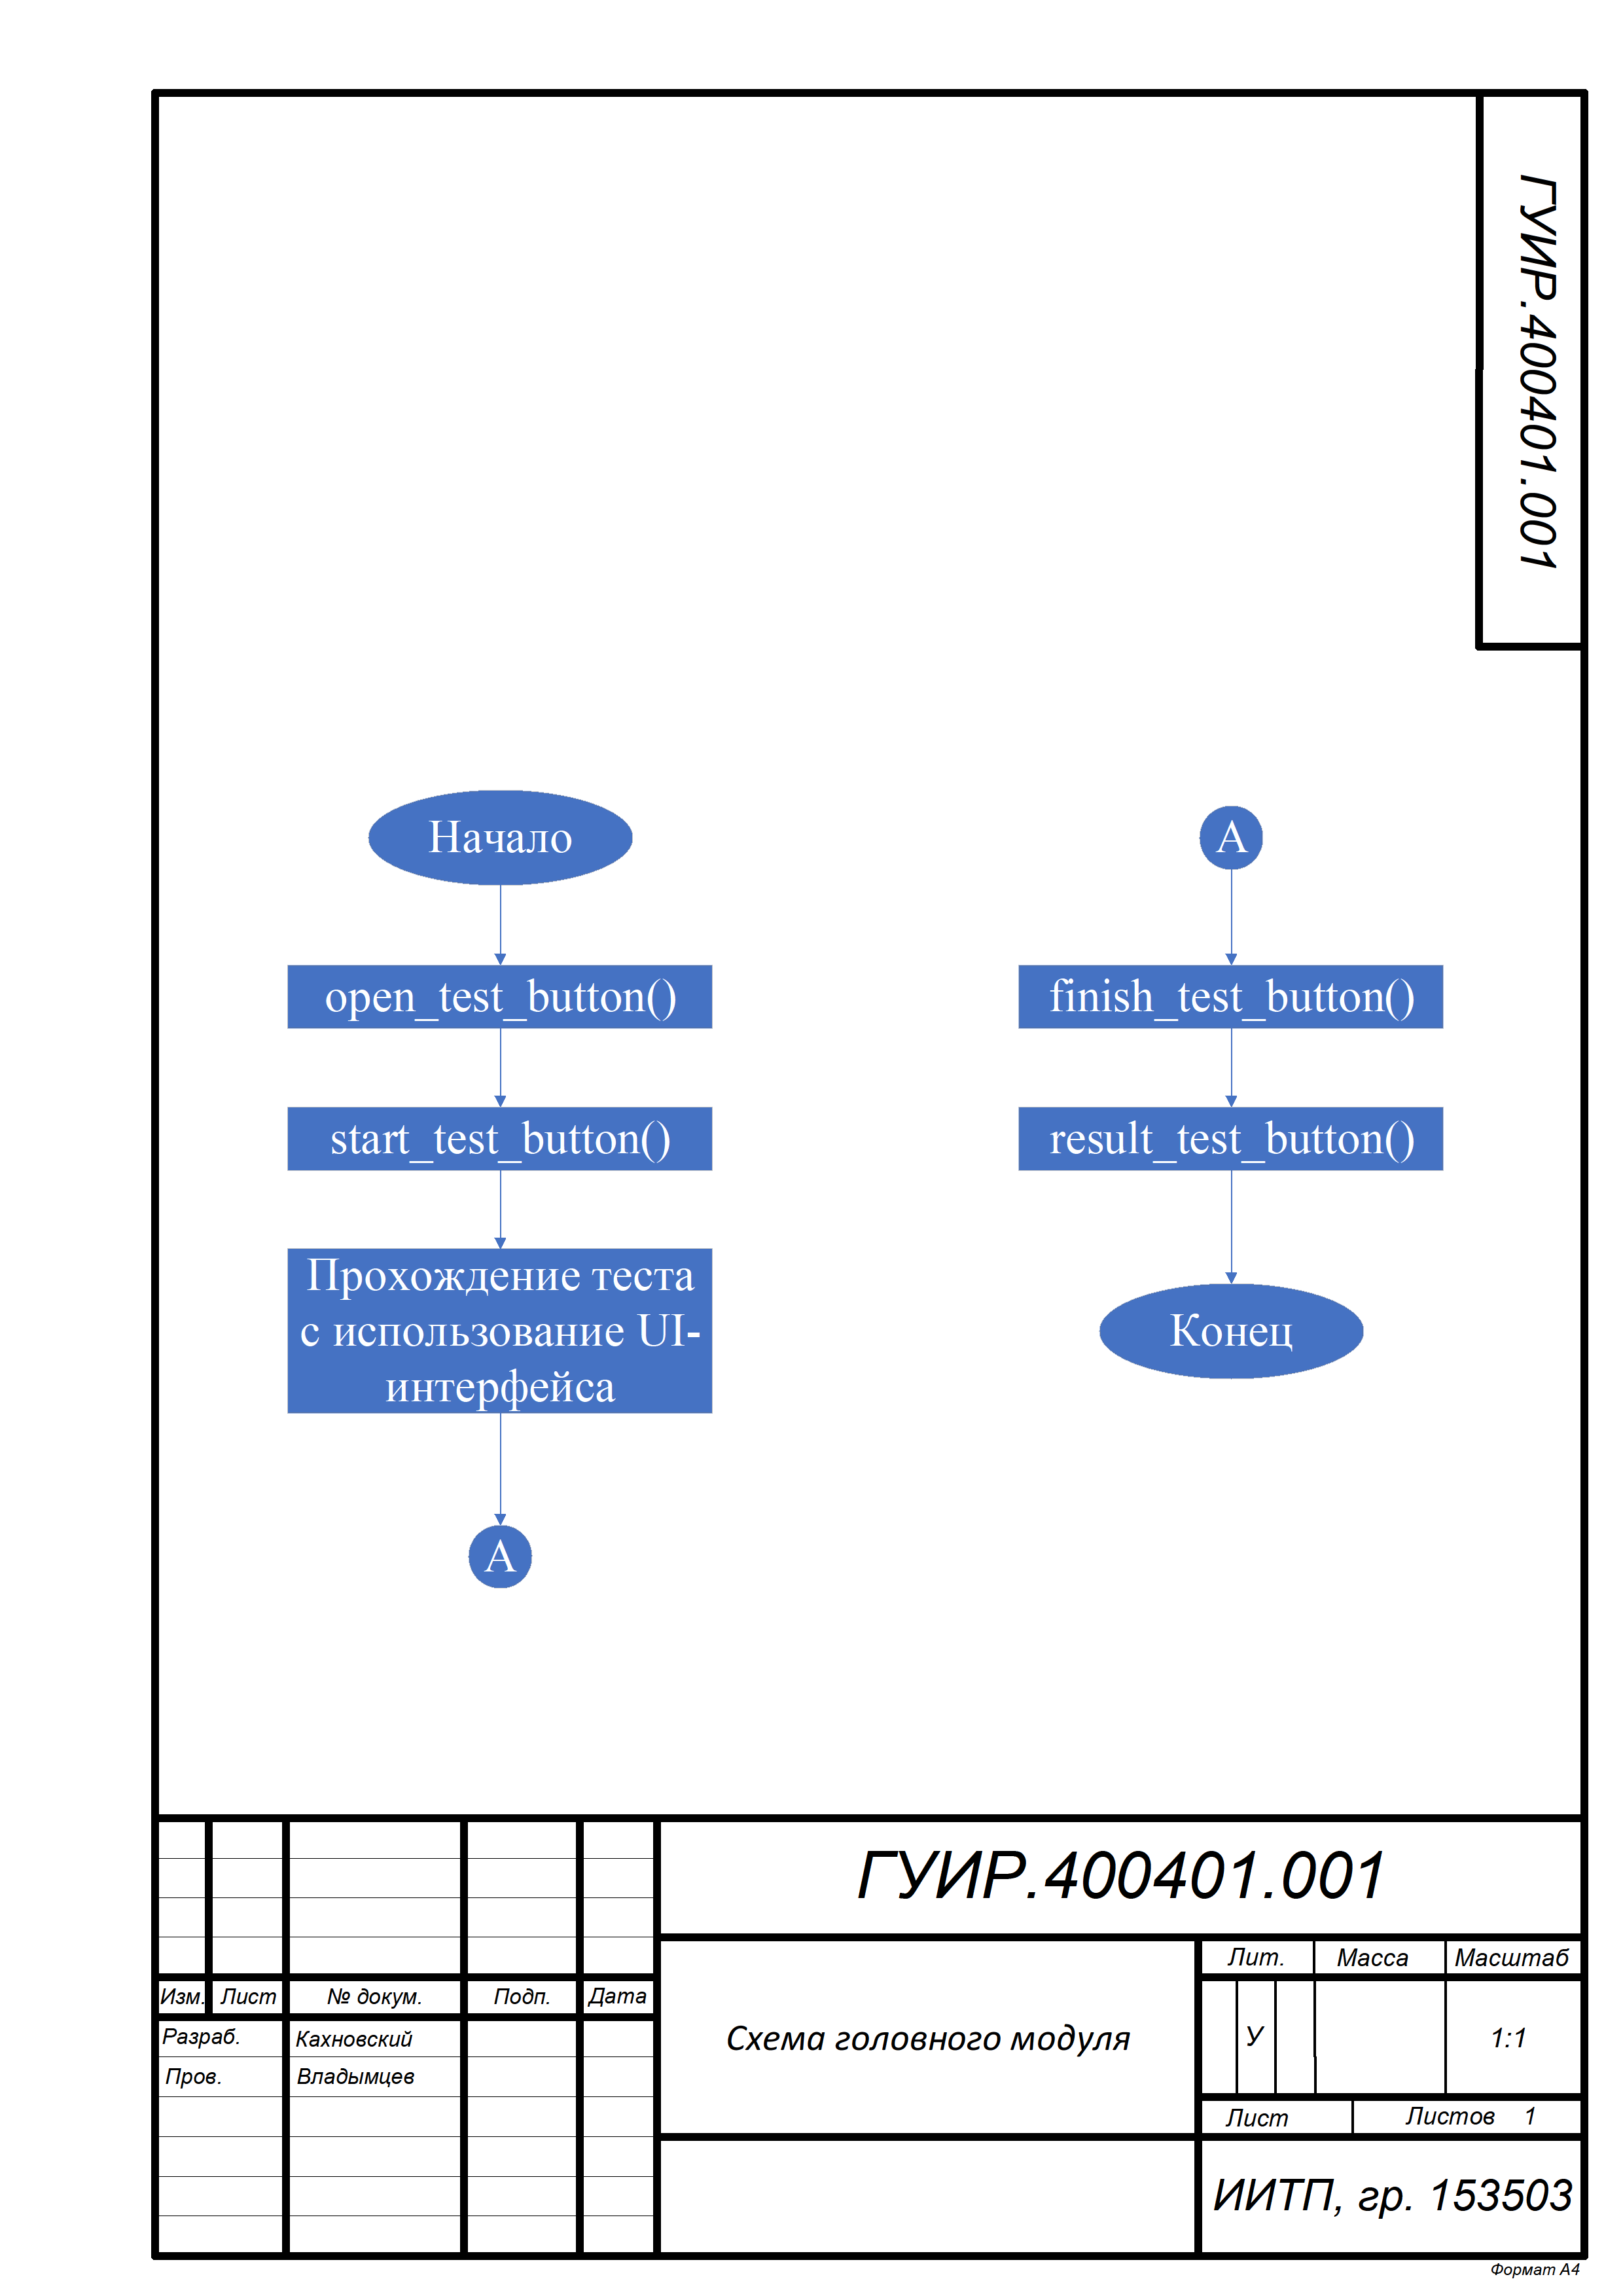 ГУИР.400401.001
Начало
open_test_button()
start_test_button()
Прохождение теста
с использование UI-
интерфейса
А
А
finish_test_button()
result_test_button()
Конец
ГУИР.400401.001
Изм. Лист № докум. Подп. Дата
Разраб. Кахновский
Пров. Владымцев
Схема головного модуля
Лит. Масса Масштаб
У 1:1
Лист Листов 1
ИИТП, гр. 153503
Формат А4